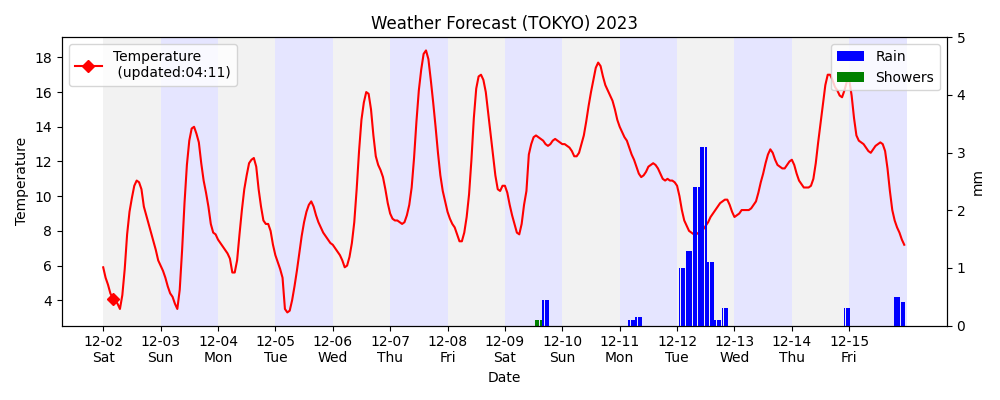 Weather Forecast (TOKYO) 2023
Temperature
(updated:04:11)
Rain
Showers
Temperature
18
16
14
12
10
8
6
4
5
4
3
2
1
0
mm
12-02 12-03 12-04 12-05 12-06 12-07 12-08 12-09 12-10 12-11 12-12 12-13 12-14 12-15
Sat Sun Mon Tue Wed Thu Fri Sat Sun Mon Tue Wed Thu Fri
Date